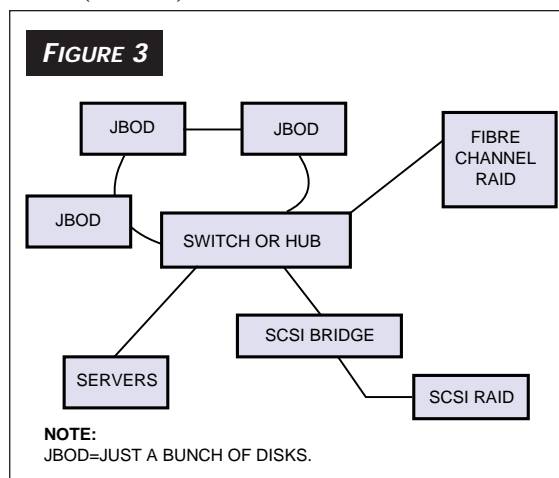 FIGURE 3
JBOD
JBOD
FIBRE
CHANNEL
RAID
JBOD
SWITCH OR HUB
SCSI BRIDGE
SERVERS
SCSI RAID
NOTE:
JBOD=JUST A BUNCH OF DISKS.